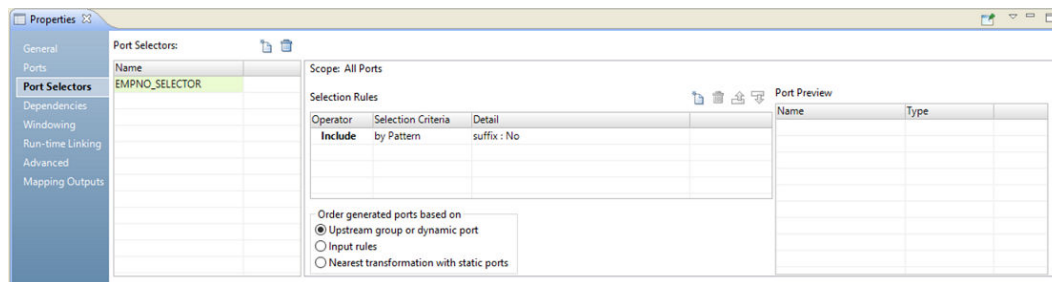 Properties
General
Ports
Port Selectors
Dependencies
Windowing
Run-time Linking
Advanced
Mapping Outputs
Port Selectors:
Name
EMPNO_SELECTOR
Scope: All Ports
Selection Rules
Operator Selection Criteria Detail
Include by Pattern suffix : No
Order generated ports based on
Upstream group or dynamic port
Input rules
Nearest transformation with static ports
Port Preview
Name Type